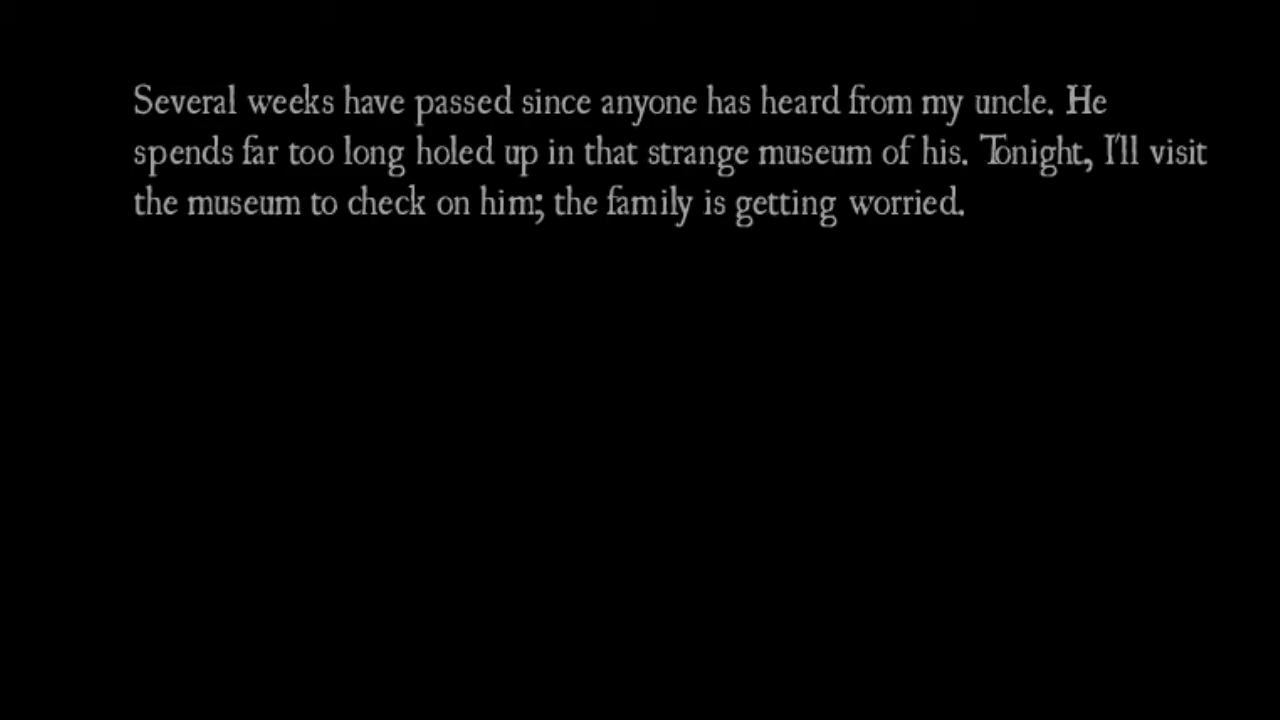 Several weeks have passed since anyone has heard from my uncle. He
spends far too long holed up in that strange museum of his. Tonight, I'll visit
the museum to check on him; the family is getting worried.